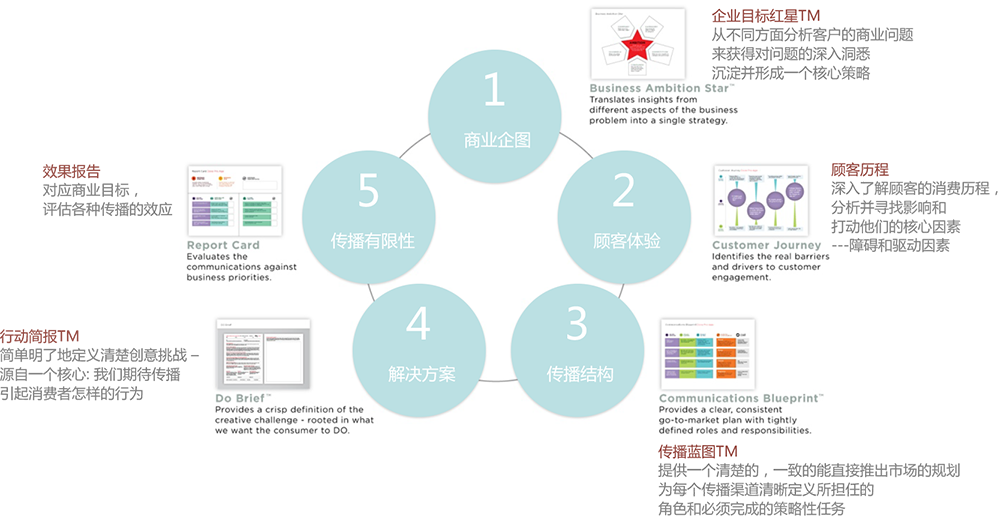 企业目标红星TM
从不同方面分析客户的商业问题
来获得对问题的深入洞悉
沉淀并形成一个核心策略
Business Ambition Star™
Translates insights from
different aspects of the business
problem into a single strategy.
1
商业企图
2
顾客体验
顾客历程
深入了解顾客的消费历程，
分析并寻找影响和
打动他们的核心因素
---障碍和驱动因素
Customer Journey
Identifies the real barriers
and drivers to customer
engagement.
3
传播结构
Communications Blueprint™
Provides a clear, consistent
go-to-market plan with tightly
defined roles and responsibilities.
传播蓝图TM
提供一个清楚的，一致的能直接推出市场的规划
为每个传播渠道清晰定义所担任的
角色和必须完成的策略性任务
4
解决方案
行动简报TM
简单明了地定义清楚创意挑战 –
源自一个核心: 我们期待传播
引起消费者怎样的行为
Do Brief™
Provides a crisp definition of the
creative challenge - rooted in what
we want the consumer to DO.
5
传播有限性
效果报告
对应商业目标，
评估各种传播的效应
Report Card
Evaluates the
communications against
business priorities.